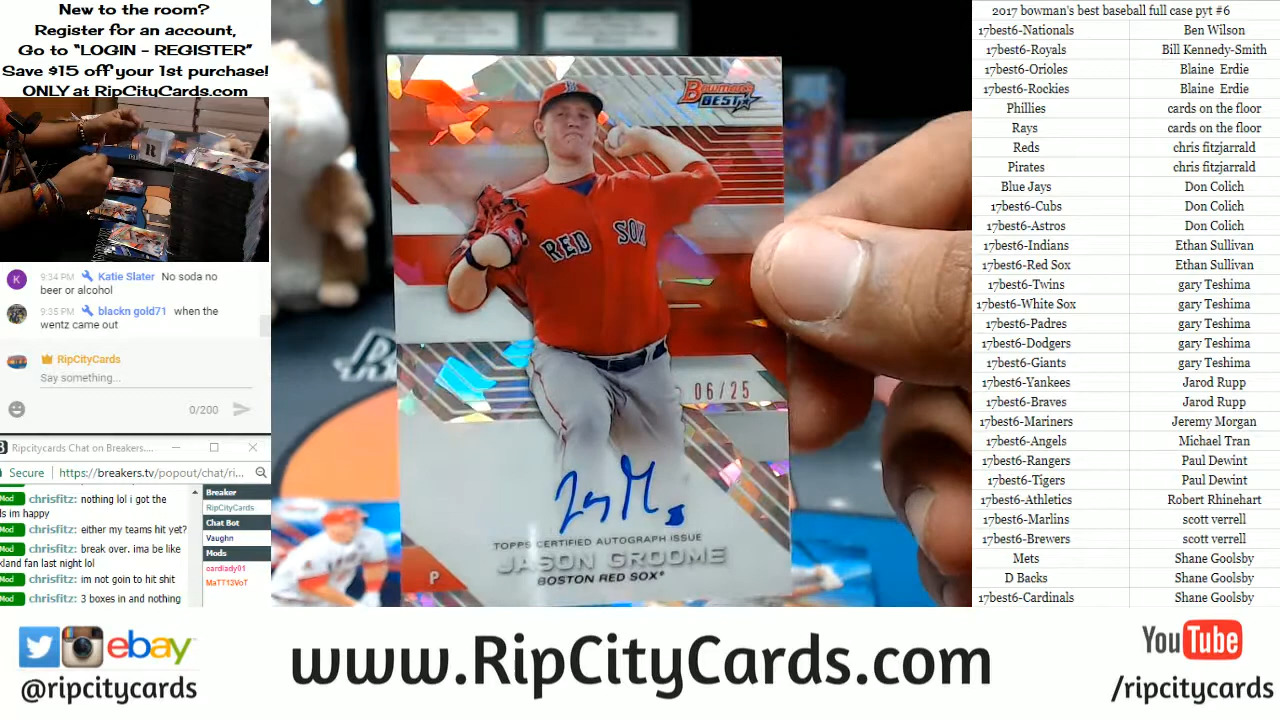 New to the room?
Register for an account,
Go to "LOGIN - REGISTER"
Save $15 off your 1st purchase!
ONLY at RipCityCards.com
K 9:34 PM Katie Slater No soda no
beer or alcohol
9:35 PM blackn gold71 when the
wentz came out
RipCityCards
Say something...
0/200
Ripcitycards Chat on Breakers....
Secure https://breakers.tv/popout/chat/ri...
Mod chrisfitz: nothing lol i got the
ls im happy
Mod chrisfitz: either my teams hit yet?
Mod chrisfitz: break over. ima be like
kland fan last night lol
Mod chrisfitz: im not goin to hit shit
Mod chrisfitz: 3 boxes in and nothing
Breaker
RipCityCards
Chat Bot
Vaughn
Mods
cardiady01
MaTT13VoT
Bowman's
BEST
RED SOX
06/25
TOPPS CERTIFIED AUTOGRAPH ISSUE
JASON GROOME
P
BOSTON RED SOX
2017 bowman's best baseball full case pyt #6
17best6-Nationals Ben Wilson
17best6-Royals Bill Kennedy-Smith
17best6-Orioles Blaine Erdie
17best6-Rockies Blaine Erdie
Phillies cards on the floor
Rays cards on the floor
Reds chris fitzjarrald
Pirates chris fitzjarrald
Blue Jays Don Colich
17best6-Cubs Don Colich
17best6-Astros Don Colich
17best6-Indians Ethan Sullivan
17best6-Red Sox Ethan Sullivan
17best6-Twins gary Teshima
17best6-White Sox gary Teshima
17best6-Padres gary Teshima
17best6-Dodgers gary Teshima
17best6-Giants gary Teshima
17best6-Yankees Jarod Rupp
17best6-Braves Jarod Rupp
17best6-Mariners Jeremy Morgan
17best6-Angels Michael Tran
17best6-Rangers Paul Dewint
17best6-Tigers Paul Dewint
17best6-Athletics Robert Rhinehart
17best6-Marlins scott verrell
17best6-Brewers scott verrell
Mets Shane Goolsby
D Backs Shane Goolsby
17best6-Cardinals Shane Goolsby
ebay
@ripcitycards
www.RipCityCards.com
YouTube
/ripcitycards